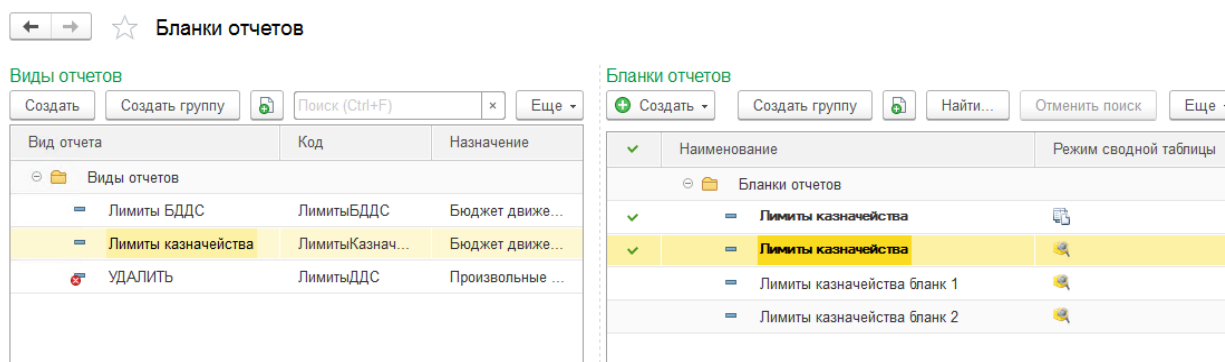 Бланки отчетов
Виды отчетов
Создать Создать группу Поиск (Ctrl+F) × Еще
Вид отчета Код Назначение
Виды отчетов
Лимиты БДДС ЛимитыБДДС Бюджет движе...
Лимиты казначейства ЛимитыКазнач... Бюджет движе...
УДАЛИТЬ ЛимитыДДС Произвольные ...
Бланки отчетов
Создать Создать группу Найти... Отменить поиск Еще
Наименование Режим сводной таблицы
Бланки отчетов
Лимиты казначейства
Лимиты казначейства
Лимиты казначейства бланк 1
Лимиты казначейства бланк 2